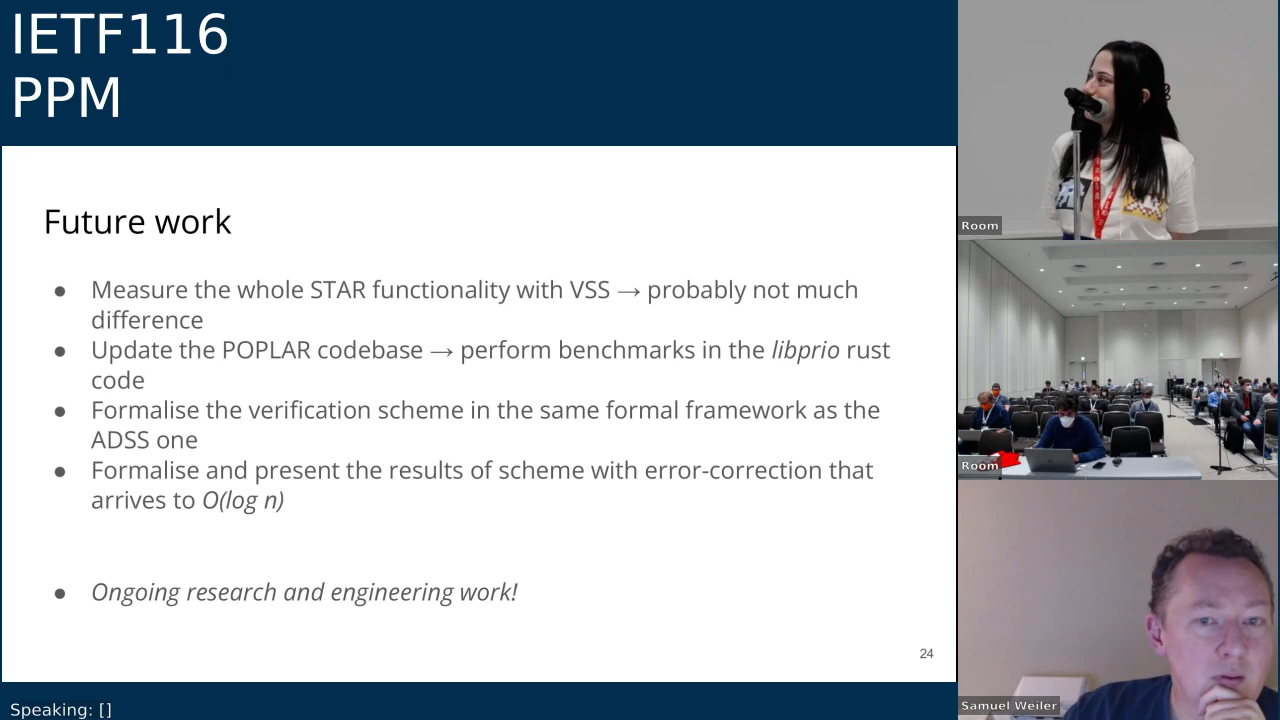 IETF116
PPM
Future work
● Measure the whole STAR functionality with VSS → probably not much
difference
● Update the POPLAR codebase → perform benchmarks in the libprio rust
code
● Formalise the verification scheme in the same formal framework as the
ADSS one
● Formalise and present the results of scheme with error-correction that
arrives to O(log n)
● Ongoing research and engineering work!
24
Speaking: []
Room
Room
Samuel Weiler